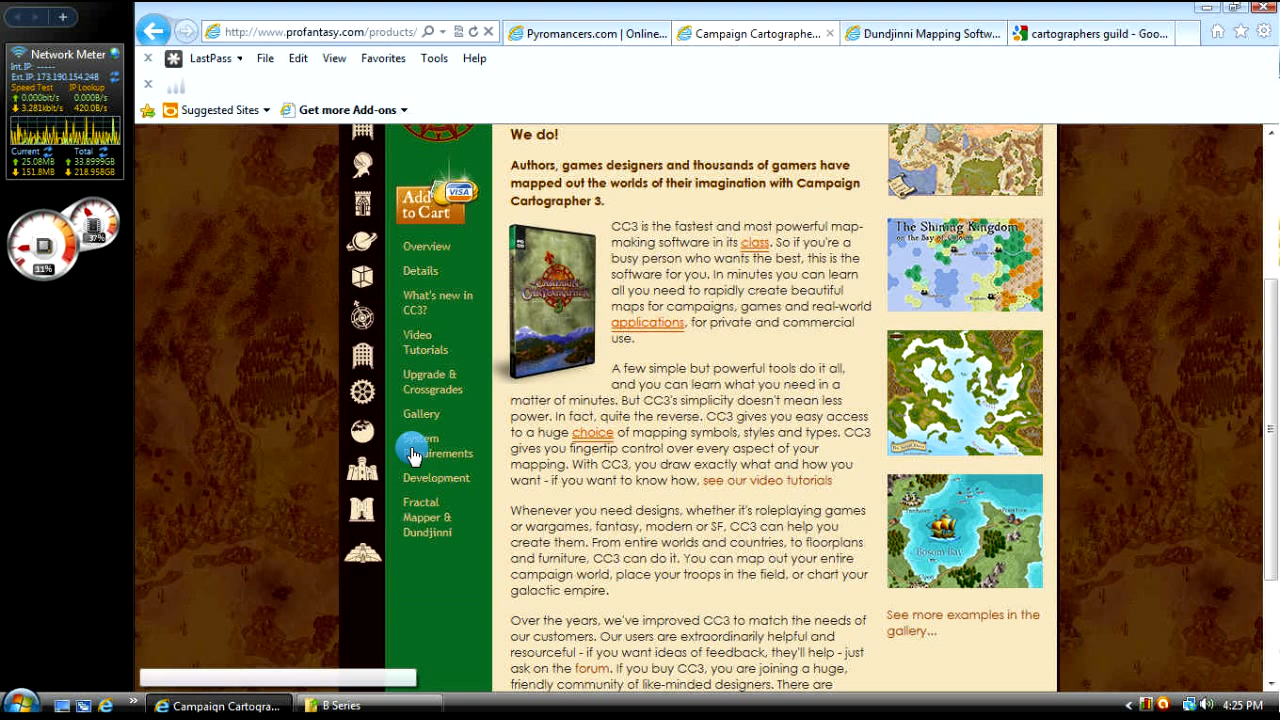 Network Meter
Int.IP: -----
Ext.IP: 173.190.154.248
Speed Test IP Lookup
0.000bit/s 0.000B/s
3.281kbit/s 420.0B/s
Current Total
25.08MB 33.8999GB
151.8MB 218.958GB
37%
11%
http://www.profantasy.com/products/
Pyromancers.com | Online...
Campaign Cartographe...
Dundjinni Mapping Softw...
cartographers guild - Goo...
LastPass File Edit View Favorites Tools Help
Suggested Sites Get more Add-ons
Add
to Cart
VISA
Overview
Details
What's new in
CC3?
Video
Tutorials
Upgrade &
Crossgrades
Gallery
System
Development
Fractal
Mapper &
Dundjinni
We do!
Authors, games designers and thousands of gamers have
mapped out the worlds of their imagination with Campaign
Cartographer 3.
CC3 is the fastest and most powerful map-
making software in its class. So if you're a
busy person who wants the best, this is the
software for you. In minutes you can learn
all you need to rapidly create beautiful
maps for campaigns, games and real-world
applications, for private and commercial
use.
A few simple but powerful tools do it all,
and you can learn what you need in a
matter of minutes. But CC3's simplicity doesn't mean less
power. In fact, quite the reverse. CC3 gives you easy access
to a huge choice of mapping symbols, styles and types. CC3
gives you fingertip control over every aspect of your
mapping. With CC3, you draw exactly what and how you
want - if you want to know how, see our video tutorials
Whenever you need designs, whether it's roleplaying games
or wargames, fantasy, modern or SF, CC3 can help you
create them. From entire worlds and countries, to floorplans
and furniture, CC3 can do it. You can map out your entire
campaign world, place your troops in the field, or chart your
galactic empire.
Over the years, we've improved CC3 to match the needs of
our customers. Our users are extraordinarily helpful and
resourceful - if you want ideas of feedback, they'll help - just
ask on the forum. If you buy CC3, you are joining a huge,
friendly community of like-minded designers. There are
CAMPAIGN
CARTOGRAPHER
The Shining Kingdom
Bosom Bay
See more examples in the
gallery...
Campaign Cartogra...
B Series
4:25 PM